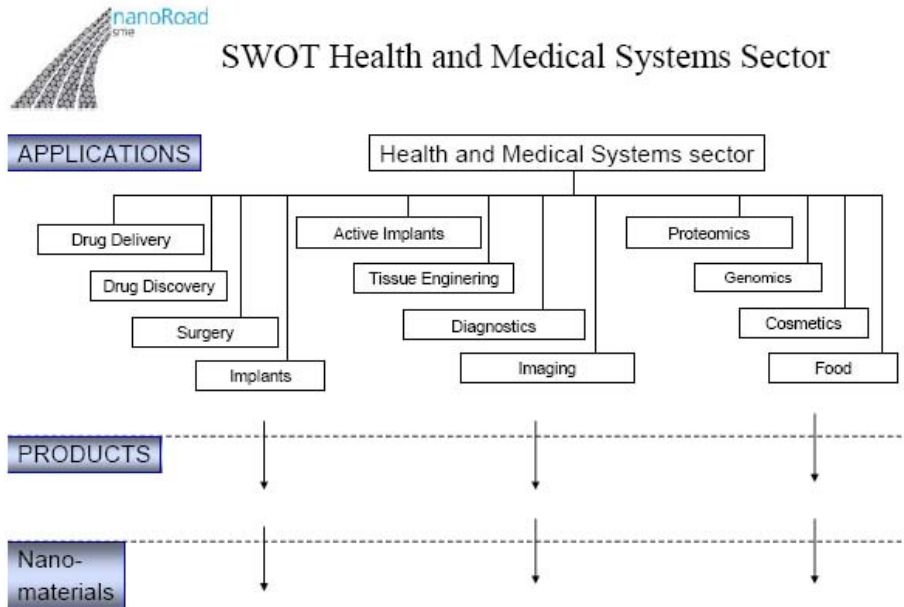 nanoRoad
sme
SWOT Health and Medical Systems Sector
APPLICATIONS
Health and Medical Systems sector
Drug Delivery
Drug Discovery
Surgery
Implants
Active Implants
Tissue Enginering
Diagnostics
Imaging
Proteomics
Genomics
Cosmetics
Food
PRODUCTS
Nano-
materials